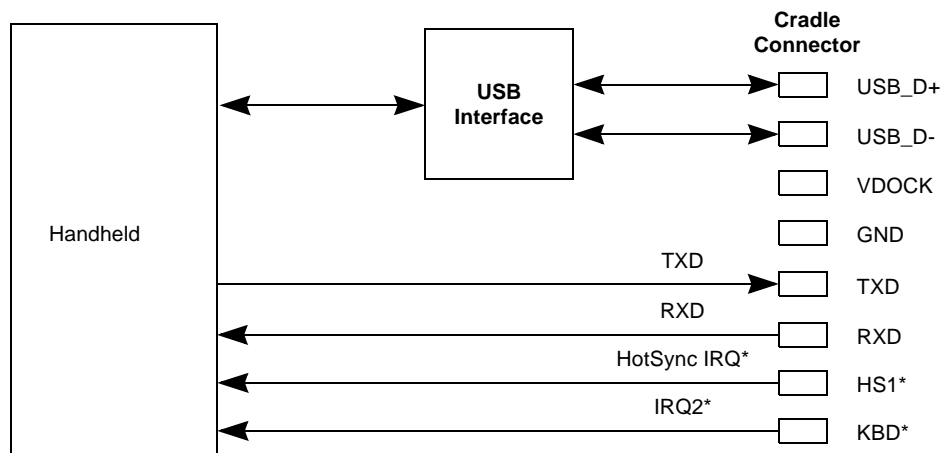 Cradle
Connector
USB
Interface
USB_D+
USB_D-
VDOCK
GND
Handheld
TXD
TXD
RXD
RXD
HotSync IRQ*
HS1*
IRQ2*
KBD*